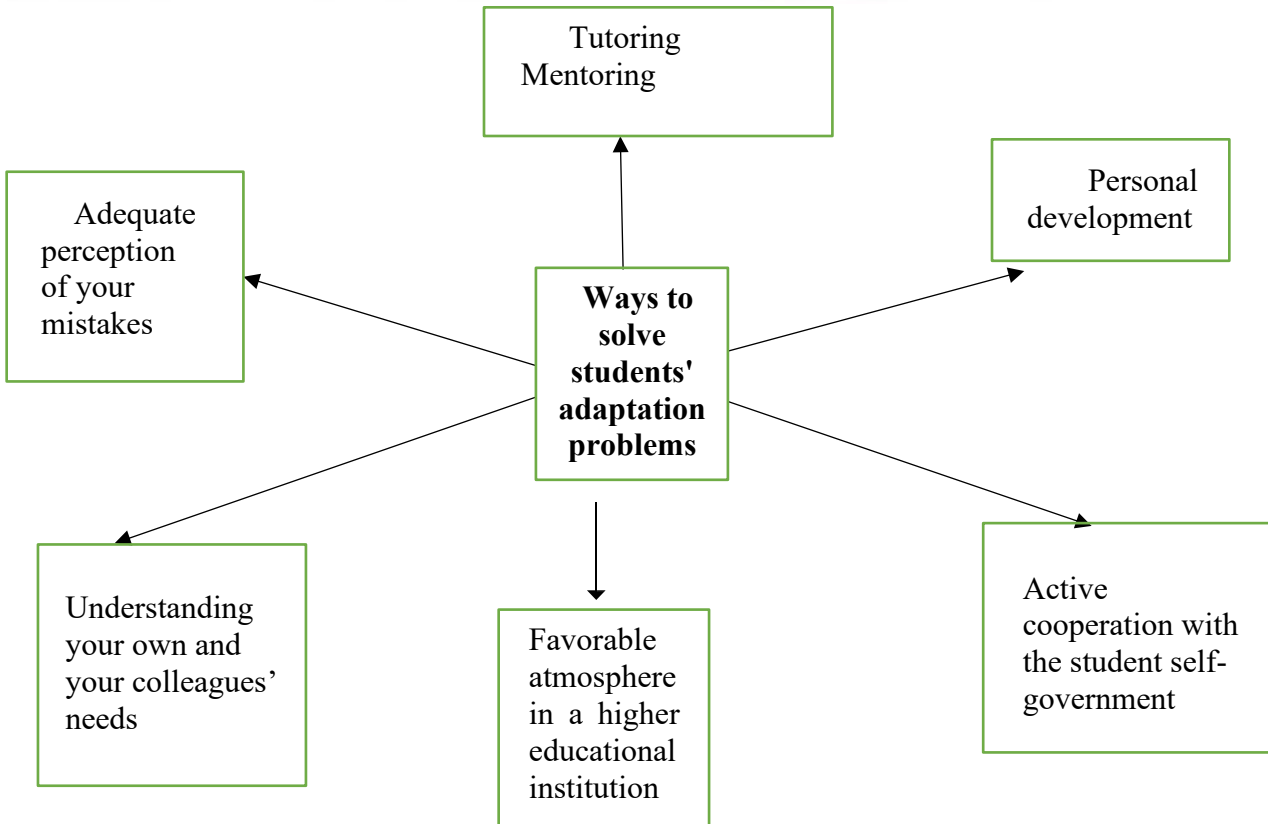 Tutoring
Mentoring
Personal
development
Adequate
perception
of your
mistakes
Ways to
solve
students'
adaptation
problems
Understanding
your own and
your colleagues’
needs
Favorable
atmosphere
in a higher
educational
institution
Active
cooperation with
the student self-
government